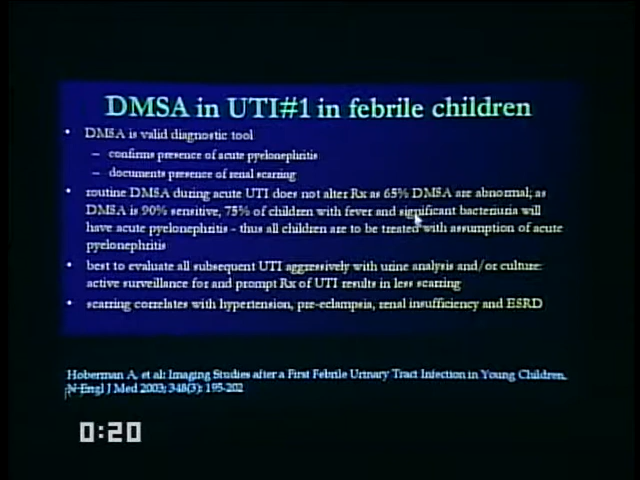 DMSA in UTI#1 in febrile children
• DMSA is valid diagnostic tool
– confirms presence of acute pyelonephritis
– documents presence of renal scarring
• routine DMSA during acute UTI does not alter Rx as 65% DMSA are abnormal; as
DMSA is 90% sensitive, 75% of children with fever and significant bacteriuria will
have acute pyelonephritis - thus all children are to be treated with assumption of acute
pyelonephritis
• best to evaluate all subsequent UTI aggressively with urine analysis and/or culture:
active surveillance for and prompt Rx of UTI results in less scarring
• scarring correlates with hypertension, pre-eclampsia, renal insufficiency and ESRD
Hoberman A, et al: Imaging Studies after a First Febrile Urinary Tract Infection in Young Children.
N Engl J Med 2003; 348(3): 195-202
0:20